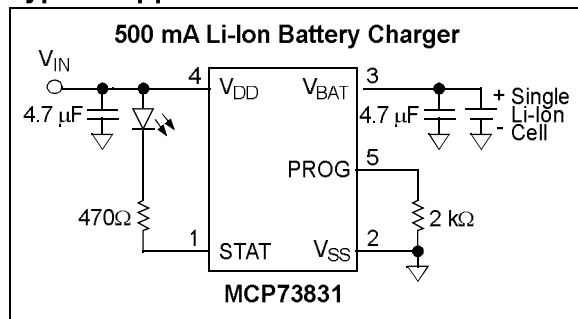 500 mA Li-Ion Battery Charger
VIN
4 VDD
VBAT 3
4.7 μF
4.7 μF
+ Single
Li-Ion
- Cell
PROG 5
470Ω
2 kΩ
1 STAT
VSS 2
MCP73831